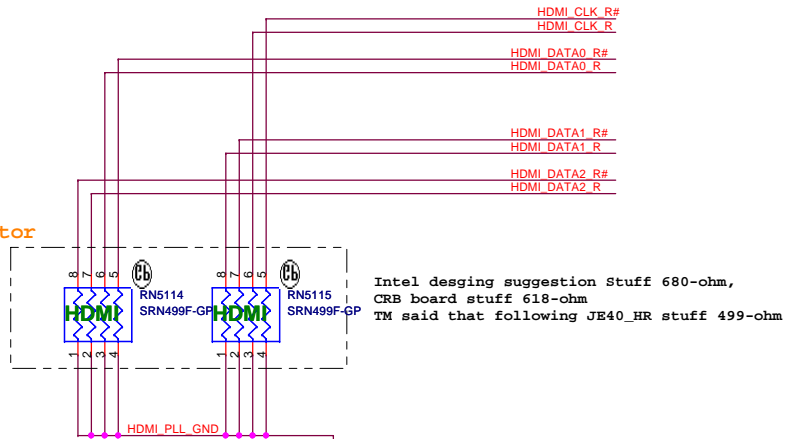 HDMI_CLK_R#
HDMI_CLK_R
HDMI_DATA0_R#
HDMI_DATA0_R
HDMI_DATA1_R#
HDMI_DATA1_R
HDMI_DATA2_R#
HDMI_DATA2_R
tor
8 7 6 5
8 7 6 5
RN5114
SRN499F-GP
HDMI
RN5115
SRN499F-GP
HDMI
1 2 3 4
1 2 3 4
Intel desging suggestion Stuff 680-ohm,
CRB board stuff 618-ohm
TM said that following JE40_HR stuff 499-ohm
HDMI_PLL_GND